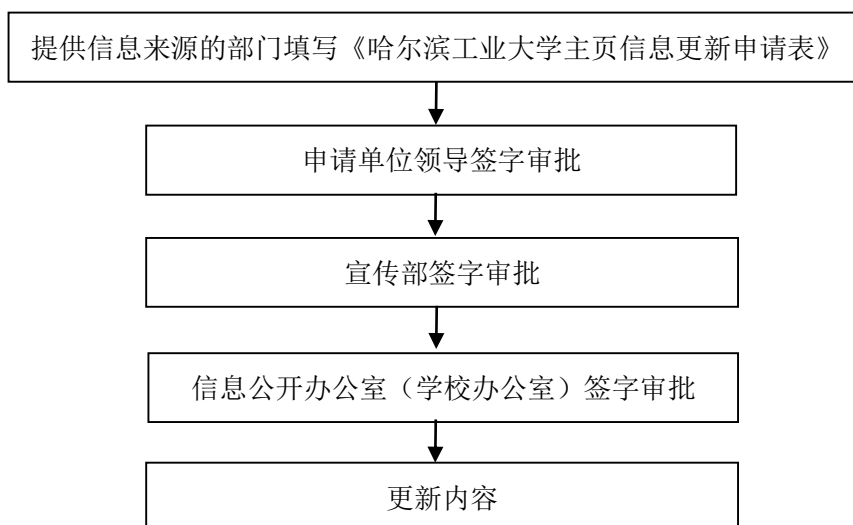 提供信息来源的部门填写《哈尔滨工业大学主页信息更新申请表》
申请单位领导签字审批
宣传部签字审批
信息公开办公室（学校办公室）签字审批
更新内容